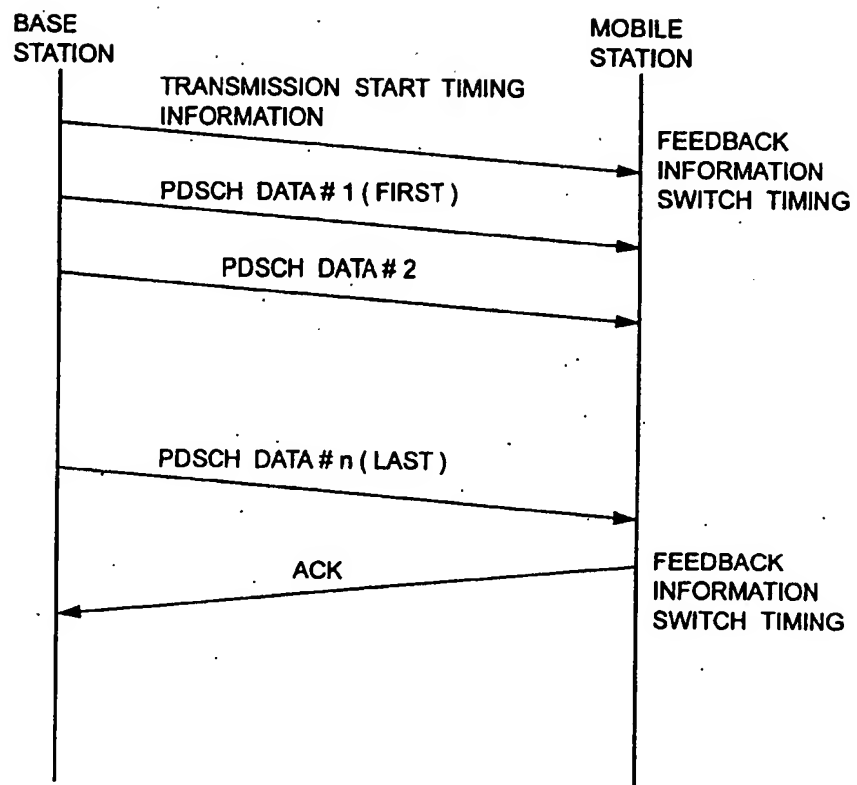 BASE
STATION
MOBILE
STATION
TRANSMISSION START TIMING
INFORMATION
FEEDBACK
INFORMATION
SWITCH TIMING
PDSCH DATA # 1 ( FIRST )
PDSCH DATA # 2
PDSCH DATA # n ( LAST )
ACK
FEEDBACK
INFORMATION
SWITCH TIMING